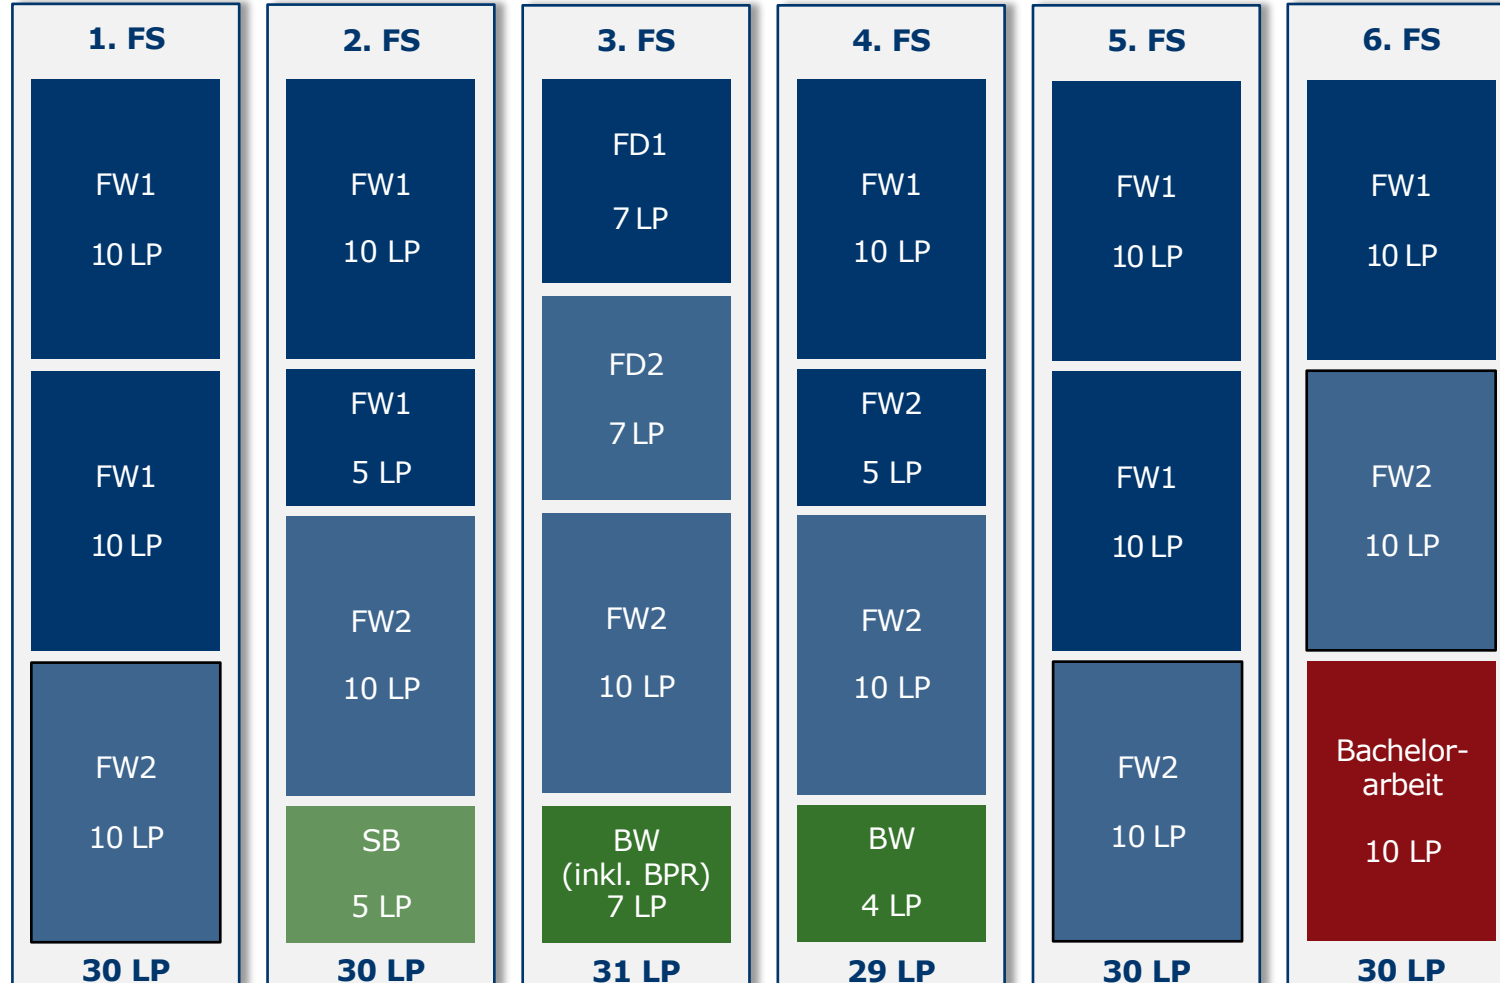 1. FS
FW1
10 LP
FW1
10 LP
FW2
10 LP
30 LP
2. FS
FW1
10 LP
FW1
5 LP
FW2
10 LP
SB
5 LP
30 LP
3. FS
FD1
7 LP
FD2
7 LP
FW2
10 LP
BW
(inkl. BPR)
7 LP
31 LP
4. FS
FW1
10 LP
FW2
5 LP
FW2
10 LP
BW
4 LP
29 LP
5. FS
FW1
10 LP
FW1
10 LP
FW2
10 LP
30 LP
6. FS
FW1
10 LP
FW2
10 LP
Bachelor-
arbeit
10 LP
30 LP